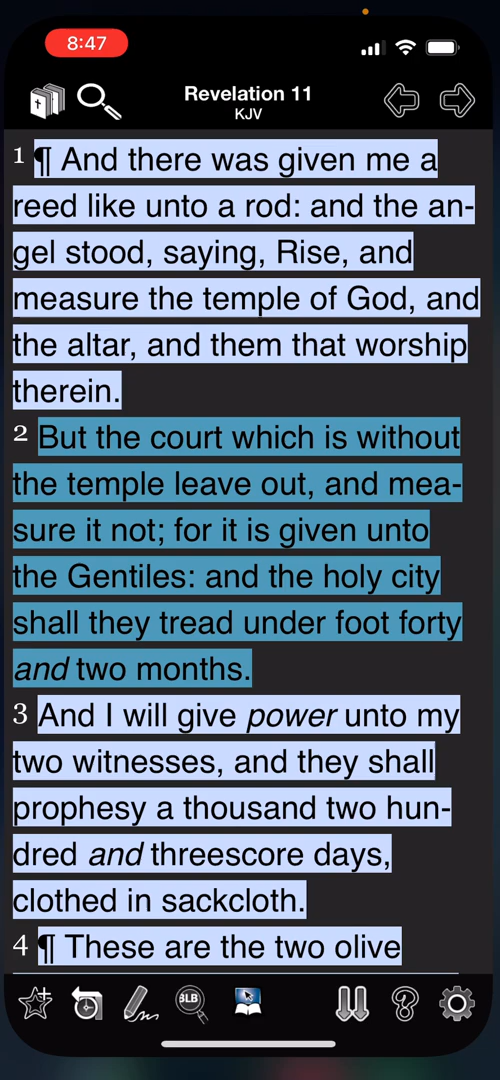 8:47
Revelation 11
KJV
1 ¶ And there was given me a
reed like unto a rod: and the an-
gel stood, saying, Rise, and
measure the temple of God, and
the altar, and them that worship
therein.
2 But the court which is without
the temple leave out, and mea-
sure it not; for it is given unto
the Gentiles: and the holy city
shall they tread under foot forty
and two months.
3 And I will give power unto my
two witnesses, and they shall
prophesy a thousand two hun-
dred and threescore days,
clothed in sackcloth.
4 ¶ These are the two olive
BLB